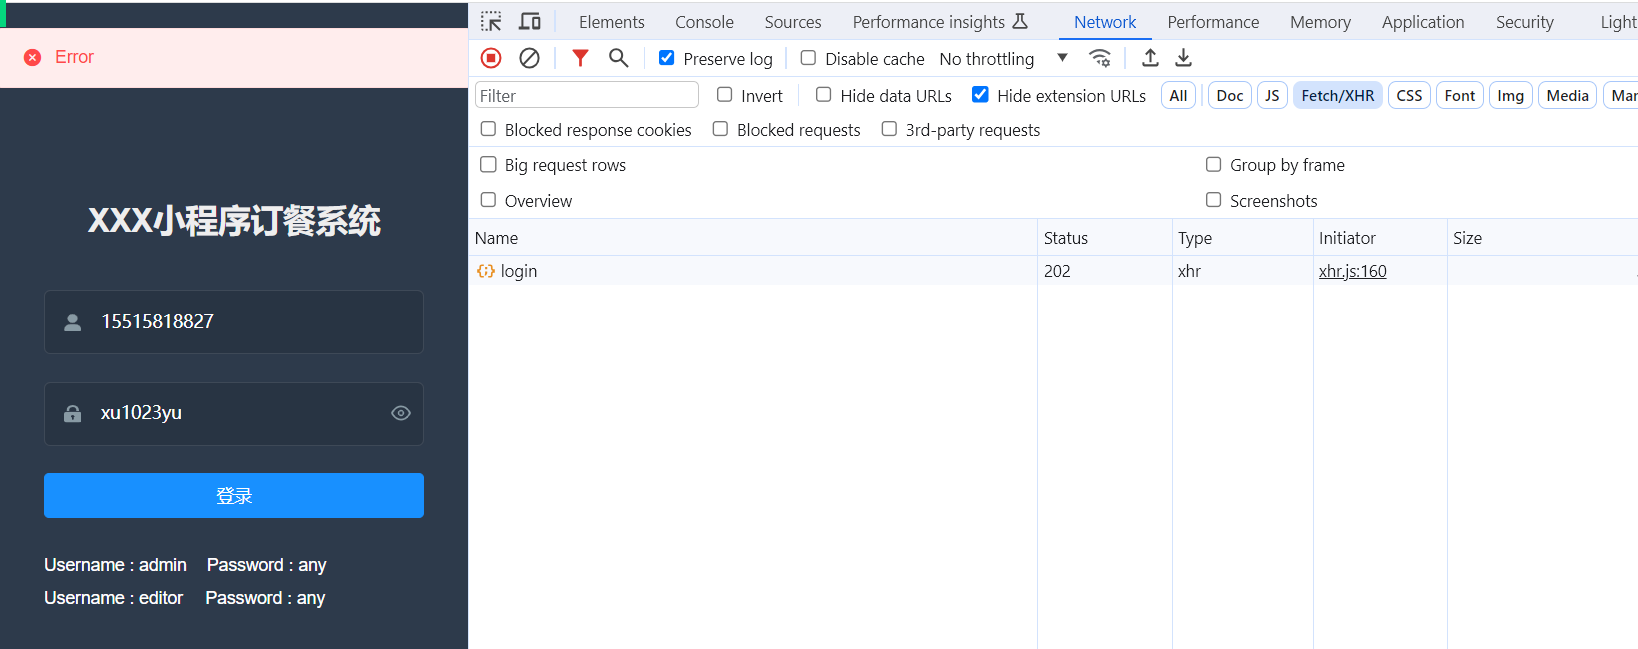 Error
XXX小程序订餐系统
15515818827
xu1023yu
登录
Username : admin Password : any
Username : editor Password : any
Elements Console Sources Performance insights Network Performance Memory Application Security Light
Preserve log Disable cache No throttling
Filter Invert Hide data URLs Hide extension URLs All Doc JS Fetch/XHR CSS Font Img Media Mar
Blocked response cookies Blocked requests 3rd-party requests
Big request rows Group by frame
Overview Screenshots
Name Status Type Initiator Size
login 202 xhr xhr.js:160